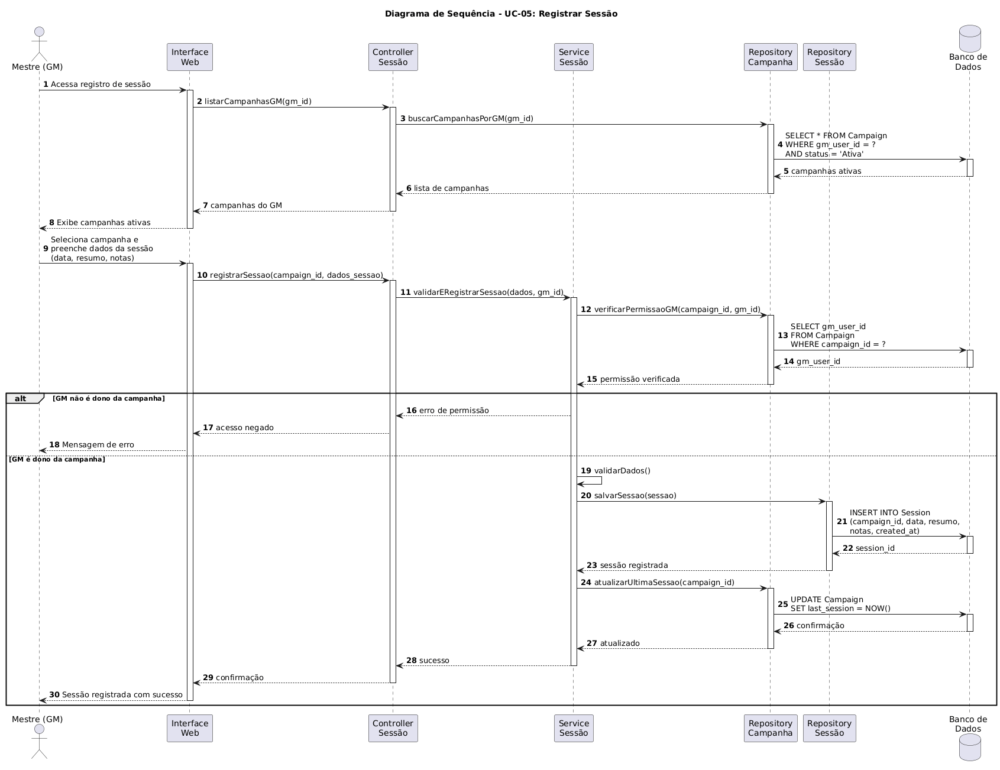 Diagrama de Sequência - UC-05: Registrar Sessão
Mestre (GM)
Interface
Web
Controller
Sessão
Service
Sessão
Repository
Campanha
Repository
Sessão
Banco de
Dados
1 Acessa registro de sessão
2 listarCampanhasGM(gm_id)
3 buscarCampanhasPorGM(gm_id)
4 SELECT * FROM Campaign
WHERE gm_user_id = ?
AND status = 'Ativa'
5 campanhas ativas
6 lista de campanhas
7 campanhas do GM
8 Exibe campanhas ativas
9 Seleciona campanha e
preenche dados da sessão
(data, resumo, notas)
10 registrarSessao(campaign_id, dados_sessao)
11 validarERegistrarSessao(dados, gm_id)
12 verificarPermissaoGM(campaign_id, gm_id)
13 SELECT gm_user_id
FROM Campaign
WHERE campaign_id = ?
14 gm_user_id
15 permissão verificada
alt [GM não é dono da campanha]
16 erro de permissão
17 acesso negado
18 Mensagem de erro
[GM é dono da campanha]
19 validarDados()
20 salvarSessao(sessao)
21 INSERT INTO Session
(campaign_id, data, resumo,
notas, created_at)
22 session_id
23 sessão registrada
24 atualizarUltimaSessao(campaign_id)
25 UPDATE Campaign
SET last_session = NOW()
26 confirmação
27 atualizado
28 sucesso
29 confirmação
30 Sessão registrada com sucesso
Mestre (GM)
Interface
Web
Controller
Sessão
Service
Sessão
Repository
Campanha
Repository
Sessão
Banco de
Dados